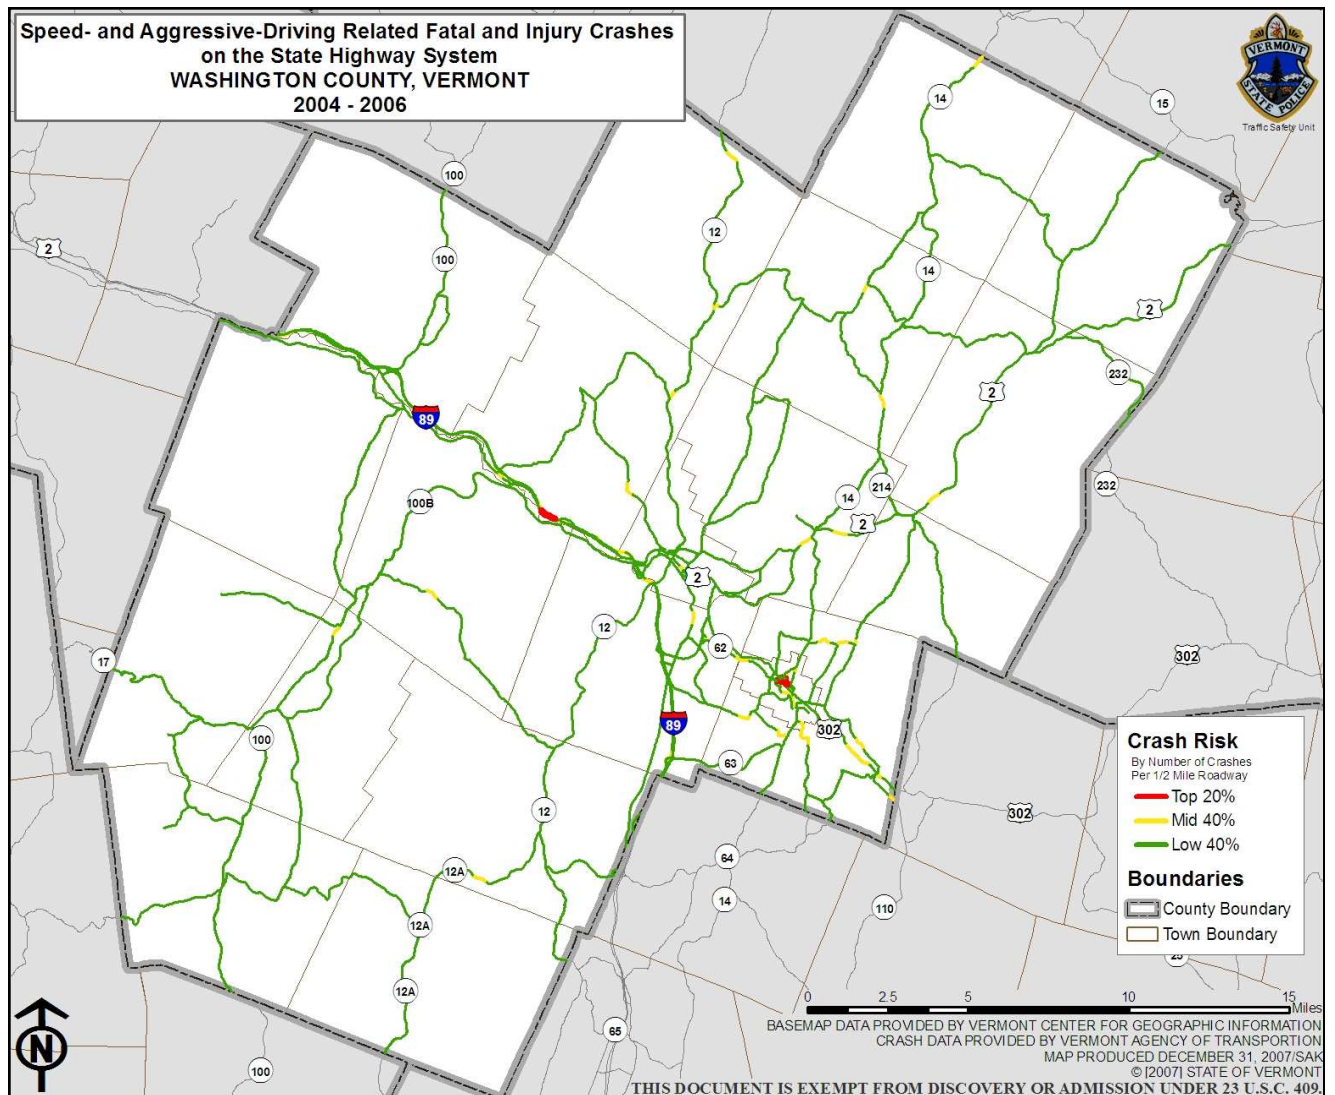 Speed- and Aggressive-Driving Related Fatal and Injury Crashes
on the State Highway System
WASHINGTON COUNTY, VERMONT
2004 - 2006
VERMONT
STATE POLICE
Traffic Safety Unit
14
15
100
12
2
100
14
2
232
2
89
232
214
14
100B
2
2
12
62
302
17
89
302
100
63
12
302
64
12A
14
110
12A
25
12A
65
100
Crash Risk
By Number of Crashes
Per 1/2 Mile Roadway
Top 20%
Mid 40%
Low 40%
Boundaries
County Boundary
Town Boundary
0 2.5 5 10 15
Miles
N
BASEMAP DATA PROVIDED BY VERMONT CENTER FOR GEOGRAPHIC INFORMATION
CRASH DATA PROVIDED BY VERMONT AGENCY OF TRANSPORTION
MAP PRODUCED DECEMBER 31, 2007/SAK
© [2007] STATE OF VERMONT
THIS DOCUMENT IS EXEMPT FROM DISCOVERY OR ADMISSION UNDER 23 U.S.C. 409.